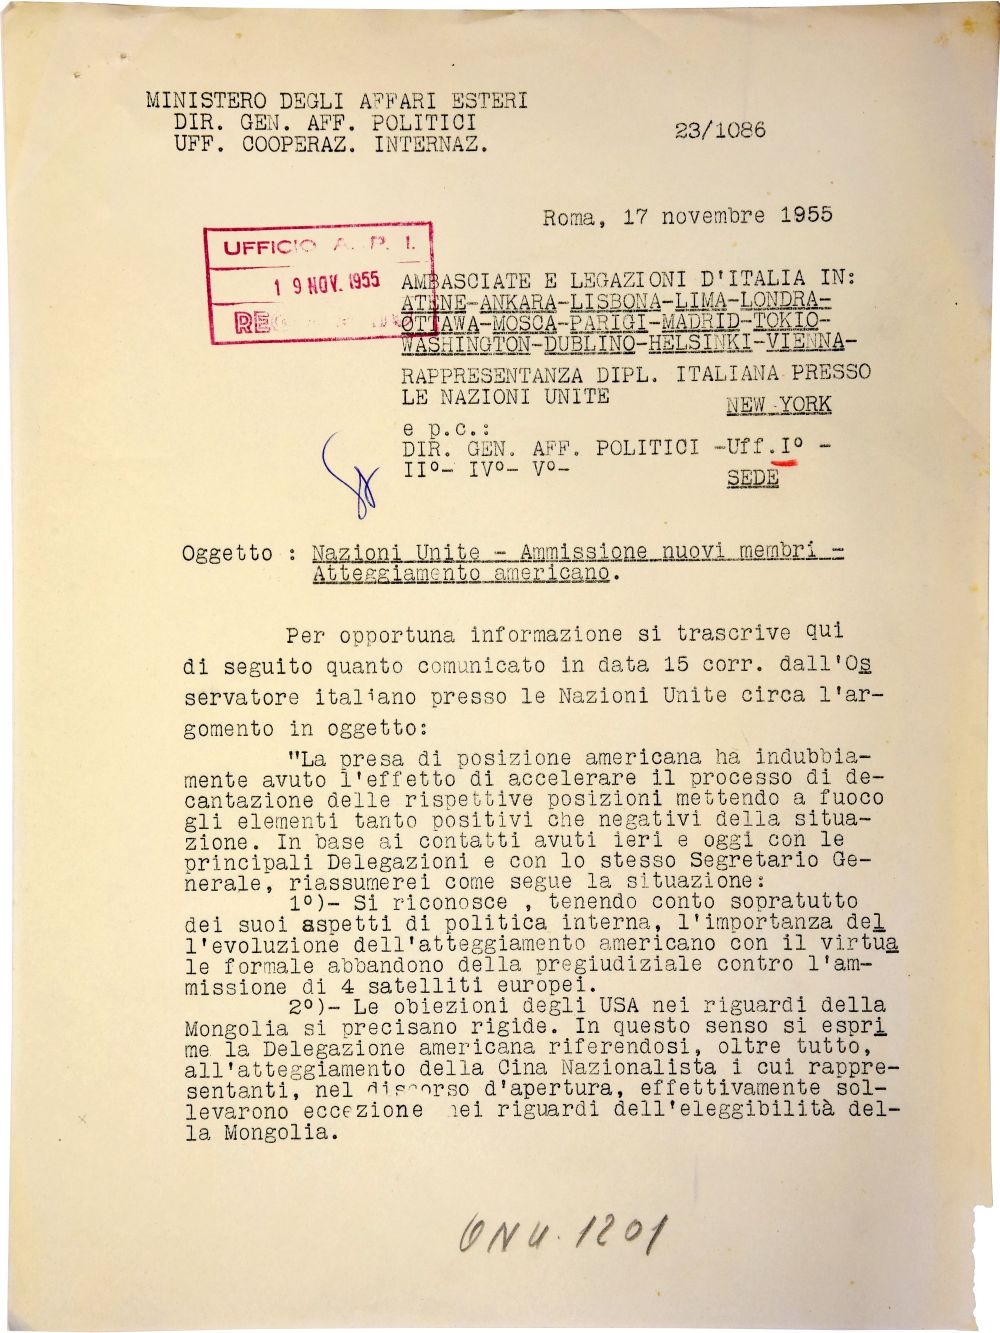 MINISTERO DEGLI AFFARI ESTERI
DIR. GEN. AFF. POLITICI
UFF. COOPERAZ. INTERNAZ.
23/1086
Roma, 17 novembre 1955
UFFICIO A. P. I.
19 NOV. 1955
AMBASCIATE E LEGAZIONI D'ITALIA IN:
ATENE-ANKARA-LISBONA-LIMA-LONDRA-
OTTAWA-MOSCA-PARIGI-MADRID-TOKIO-
WASHINGTON-DUBLINO-HELSINKI-VIENNA-
RAPPRESENTANZA DIPL. ITALIANA PRESSO
LE NAZIONI UNITE
NEW YORK
e p.c.:
DIR. GEN. AFF. POLITICI -Uff.I° -
II°- IV°- V°-
SEDE
Oggetto : Nazioni Unite - Ammissione nuovi membri -
Atteggiamento americano.
Per opportuna informazione si trascrive qui
di seguito quanto comunicato in data 15 corr. dall'Os
servatore italiano presso le Nazioni Unite circa l'ar-
gomento in oggetto:
"La presa di posizione americana ha indubbia-
mente avuto l'effetto di accelerare il processo di de-
cantazione delle rispettive posizioni mettendo a fuoco
gli elementi tanto positivi che negativi della situa-
zione. In base ai contatti avuti ieri e oggi con le
principali Delegazioni e con lo stesso Segretario Ge-
nerale, riassumerei come segue la situazione:
1°)- Si riconosce , tenendo conto sopratutto
dei suoi aspetti di politica interna, l'importanza del
l'evoluzione dell'atteggiamento americano con il virtua
le formale abbandono della pregiudiziale contro l'am-
missione di 4 satelliti europei.
2°)- Le obiezioni degli USA nei riguardi della
Mongolia si precisano rigide. In questo senso si espri
me la Delegazione americana riferendosi, oltre tutto,
all'atteggiamento della Cina Nazionalista i cui rappre-
sentanti, nel discorso d'apertura, effettivamente sol-
levarono eccezione nei riguardi dell'eleggibilità del-
la Mongolia.
ONU. 1201